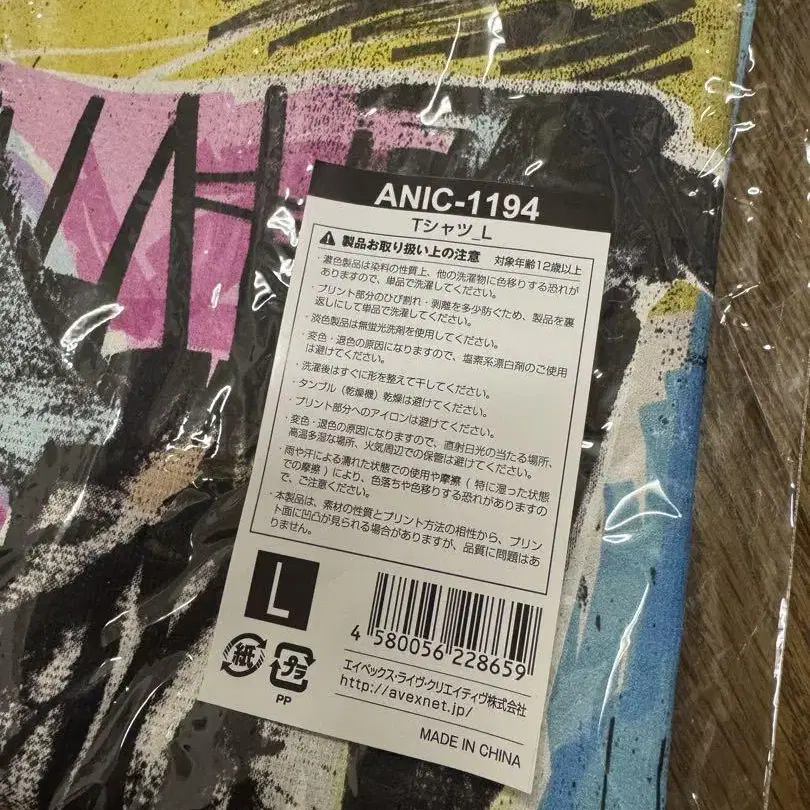 ANIC-1194
Tシャツ_L
製品お取り扱い上の注意 対象年齢12歳以上
・濃色製品は染料の性質上、他の洗濯物に色移りする恐れが
ありますので、単品で洗濯してください。
・プリント部分のひび割れ・剥離を多少防ぐため、製品を裏
返しにして単品で洗濯してください。
・淡色製品は無蛍光洗剤を使用してください。
・変色・退色の原因になりますので、塩素系漂白剤のご使用
は避けてください。
・洗濯後はすぐに形を整えて干してください。
・タンブル(乾燥機)乾燥は避けてください。
・プリント部分へのアイロンは避けてください。
・変色・退色の原因になりますので、直射日光の当たる場所、
高温多湿な場所、火気周辺での保管は避けてください。
・雨や汗による濡れた状態での使用や摩擦(特に湿った状態
での摩擦)により、色落ちや色移りする恐れがありますの
で、ご注意ください。
・本製品は、素材の性質とプリント方法の相性から、プリン
ト面に凹凸が見られる場合がありますが、品質に問題はあ
りません。
L
紙
プラ
PP
4 580056 228659
エイベックス・ライヴ・クリエイティヴ株式会社
http://avexnet.jp/
MADE IN CHINA